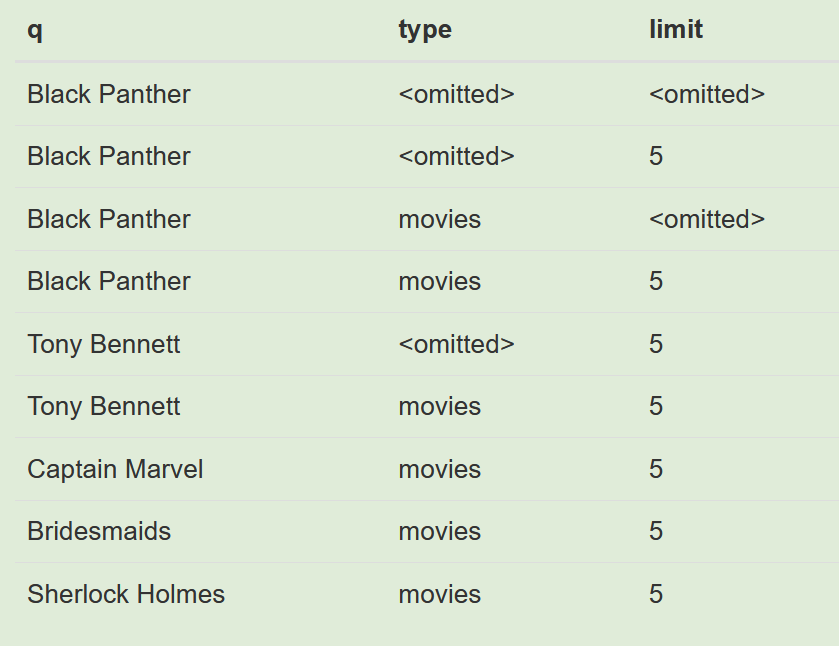 q type limit
Black Panther <omitted> <omitted>
Black Panther <omitted> 5
Black Panther movies <omitted>
Black Panther movies 5
Tony Bennett <omitted> 5
Tony Bennett movies 5
Captain Marvel movies 5
Bridesmaids movies 5
Sherlock Holmes movies 5